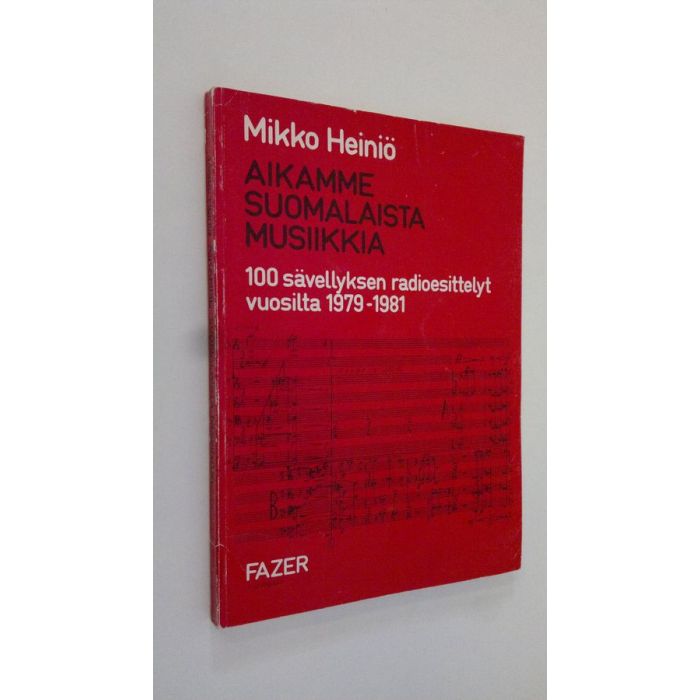 Mikko Heiniö
AIKAMME
SUOMALAISTA
MUSIIKKIA
100 sävellyksen radioesittelyt
vuosilta 1979-1981
FAZER